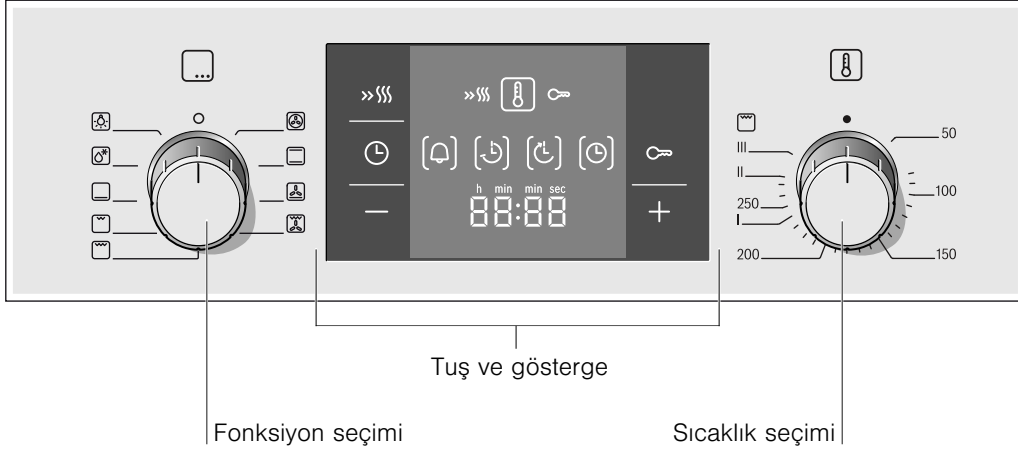 h min min sec
88:88
III
II
250
I
200
50
100
150
Tuş ve gösterge
Fonksiyon seçimi
Sıcaklık seçimi